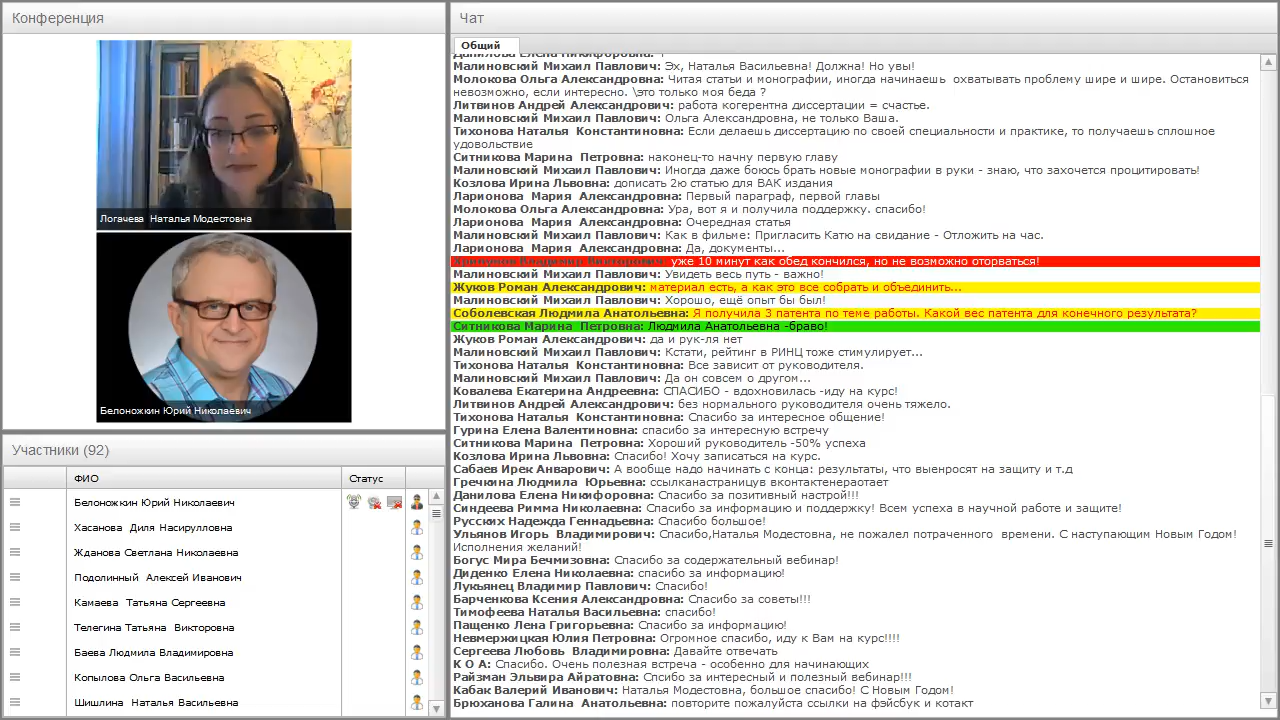 Конференция
Логачева Наталья Модестовна
Белоножкин Юрий Николаевич
Участники (92)
ФИО Статус
Белоножкин Юрий Николаевич
Хасанова Диля Насирулловна
Жданова Светлана Николаевна
Подолинный Алексей Иванович
Камаева Татьяна Сергеевна
Телегина Татьяна Викторовна
Баева Людмила Владимировна
Копылова Ольга Васильевна
Шишлина Наталья Васильевна
Чат
Общий
Данилова Елена Никифоровна:
Малиновский Михаил Павлович: Эх, Наталья Васильевна! Должна! Но увы!
Молокова Ольга Александровна: Читая статьи и монографии, иногда начинаешь охватывать проблему шире и шире. Остановиться
невозможно, если интересно. \это только моя беда ?
Литвинов Андрей Александрович: работа когерентна диссертации = счастье.
Малиновский Михаил Павлович: Ольга Александровна, не только Ваша.
Тихонова Наталья Константиновна: Если делаешь диссертацию по своей специальности и практике, то получаешь сплошное
удовольствие
Ситникова Марина Петровна: наконец-то начну первую главу
Малиновский Михаил Павлович: Иногда даже боюсь брать новые монографии в руки - знаю, что захочется процитировать!
Козлова Ирина Львовна: дописать 2ю статью для ВАК издания
Ларионова Мария Александровна: Первый параграф, первой главы
Молокова Ольга Александровна: Ура, вот я и получила поддержку. спасибо!
Ларионова Мария Александровна: Очередная статья
Малиновский Михаил Павлович: Как в фильме: Пригласить Катю на свидание - Отложить на час.
Ларионова Мария Александровна: Да, документы...
Владимир Викторович: уже 10 минут как обед кончился, но не возможно оторваться!
Малиновский Михаил Павлович: Увидеть весь путь - важно!
Жуков Роман Александрович: материал есть, а как это все собрать и объединить...
Малиновский Михаил Павлович: Хорошо, ещё опыт бы был!
Соболевская Людмила Анатольевна: Я получила 3 патента по теме работы. Какой вес патента для конечного результата?
Ситникова Марина Петровна: Людмила Анатольевна -браво!
Жуков Роман Александрович: да и рук-ля нет
Малиновский Михаил Павлович: Кстати, рейтинг в РИНЦ тоже стимулирует...
Тихонова Наталья Константиновна: Все зависит от руководителя.
Малиновский Михаил Павлович: Да он совсем о другом...
Ковалева Екатерина Андреевна: СПАСИБО - вдохновилась -иду на курс!
Литвинов Андрей Александрович: без нормального руководителя очень тяжело.
Тихонова Наталья Константиновна: Спасибо за интересное общение!
Гурина Елена Валентиновна: спасибо за интересную встречу
Ситникова Марина Петровна: Хороший руководитель -50% успеха
Козлова Ирина Львовна: Спасибо! Хочу записаться на курс.
Сабаев Ирек Анварович: А вообще надо начинать с конца: результаты, что выенросят на защиту и т.д
Гречкина Людмила Юрьевна: ссылканастраницув вконтактенераотает
Данилова Елена Никифоровна: Спасибо за позитивный настрой!!!
Синдеева Римма Николаевна: Спасибо за информацию и поддержку! Всем успеха в научной работе и защите!
Русских Надежда Геннадьевна: Спасибо большое!
Ульянов Игорь Владимирович: Спасибо,Наталья Модестовна, не пожалел потраченного времени. С наступающим Новым Годом!
Исполнения желаний!
Богус Мира Бечмизовна: Спасибо за содержательный вебинар!
Диденко Елена Николаевна: спасибо за информацию!
Лукьянец Владимир Павлович: Спасибо!
Барченкова Ксения Александровна: Спасибо за советы!!!
Тимофеева Наталья Васильевна: спасибо!
Пащенко Лена Григорьевна: Спасибо за информацию!
Невмержицкая Юлия Петровна: Огромное спасибо, иду к Вам на курс!!!!
Сергеева Любовь Владимировна: Давайте отвечать
К О А: Спасибо. Очень полезная встреча - особенно для начинающих
Райзман Эльвира Айратовна: Спсибо за интересный и полезный вебинар!!!
Кабак Валерий Иванович: Наталья Модестовна, большое спасибо! С Новым Годом!
Брюханова Галина Анатольевна: повторите пожалуйста ссылки на фэйсбук и котакт